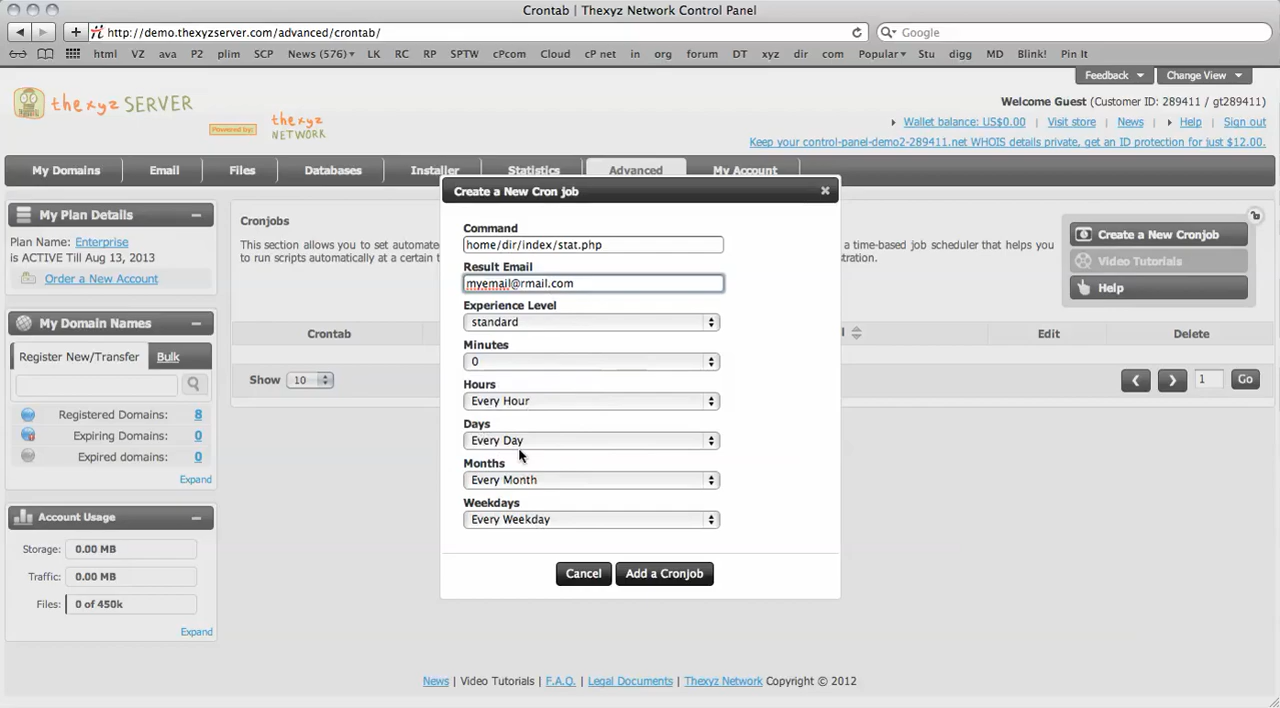 Crontab | Thexyz Network Control Panel
http://demo.thexyzserver.com/advanced/crontab/
Google
html VZ ava P2 plim SCP News (576) LK RC RP SPTW cPcom Cloud cP net in org forum DT xyz dir com Popular Stu digg MD Blink! Pin It
Feedback Change View
thexyz SERVER
Powered by:
thexyz
NETWORK
Welcome Guest (Customer ID: 289411 / gt289411)
Wallet balance: US$0.00 | Visit store | News | Help | Sign out
Keep your control-panel-demo2-289411.net WHOIS details private, get an ID protection for just $12.00.
My Domains Email Files Databases Installer Statistics Advanced My Account
My Plan Details
Plan Name: Enterprise
is ACTIVE Till Aug 13, 2013
Order a New Account
My Domain Names
Register New/Transfer Bulk
Registered Domains: 8
Expiring Domains: 0
Expired domains: 0
Expand
Account Usage
Storage: 0.00 MB
Traffic: 0.00 MB
Files: 0 of 450k
Expand
Cronjobs
This section allows you to set automate
to run scripts automatically at a certain t
a time-based job scheduler that helps you
stration.
Create a New Cronjob
Video Tutorials
Help
Crontab
Edit Delete
Show 10
1 Go
Create a New Cron job
Command
home/dir/index/stat.php
Result Email
myemail@rmail.com
Experience Level
standard
Minutes
0
Hours
Every Hour
Days
Every Day
Months
Every Month
Weekdays
Every Weekday
Cancel Add a Cronjob
News | Video Tutorials | F.A.Q. | Legal Documents | Thexyz Network Copyright © 2012